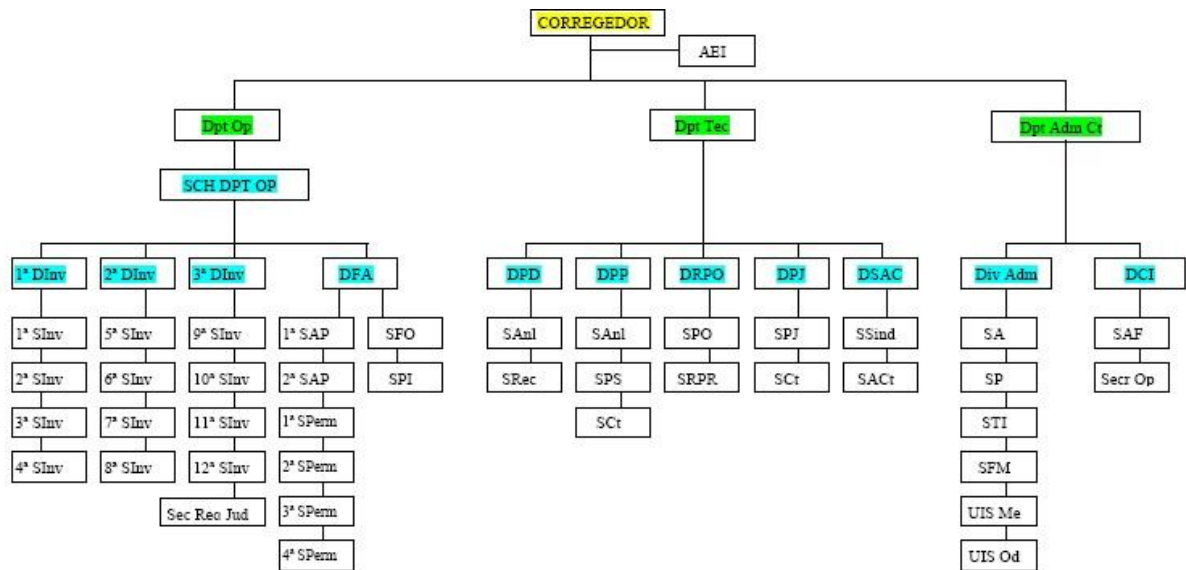 CORREGEDOR
AEI
Dpt Op
Dpt Tec
Dpt Adm Ct
SCH DPT OP
1ª DInv
2ª DInv
3ª DInv
DFA
DPD
DPP
DRPO
DPJ
DSAC
Div Adm
DCI
1ª SInv
5ª SInv
9ª SInv
1ª SAP
SFO
SAnl
SAnl
SPO
SPJ
SSind
SA
SAF
2ª SInv
6ª SInv
10ª SInv
2ª SAP
SPI
SRec
SPS
SRPR
SCt
SACt
SP
Secr Op
3ª SInv
7ª SInv
11ª SInv
1ª SPerm
SCt
STI
4ª SInv
8ª SInv
12ª SInv
2ª SPerm
SFM
Sec Req Jud
3ª SPerm
UIS Me
4ª SPerm
UIS Od